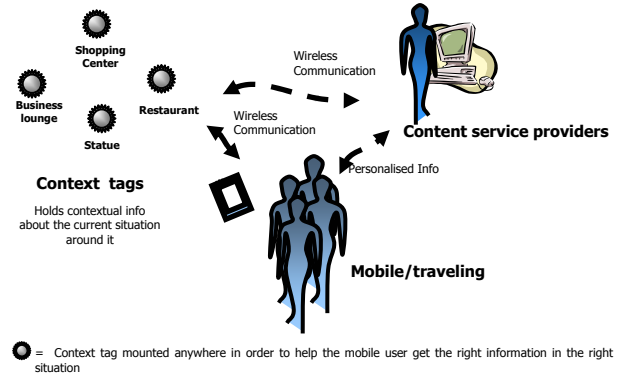 Shopping
Center
Wireless
Communication
Business
lounge
Restaurant
Statue
Wireless
Communication
Content service providers
Personalised Info
Context tags
Holds contextual info
about the current situation
around it
Mobile/traveling
= Context tag mounted anywhere in order to help the mobile user get the right information in the right
situation